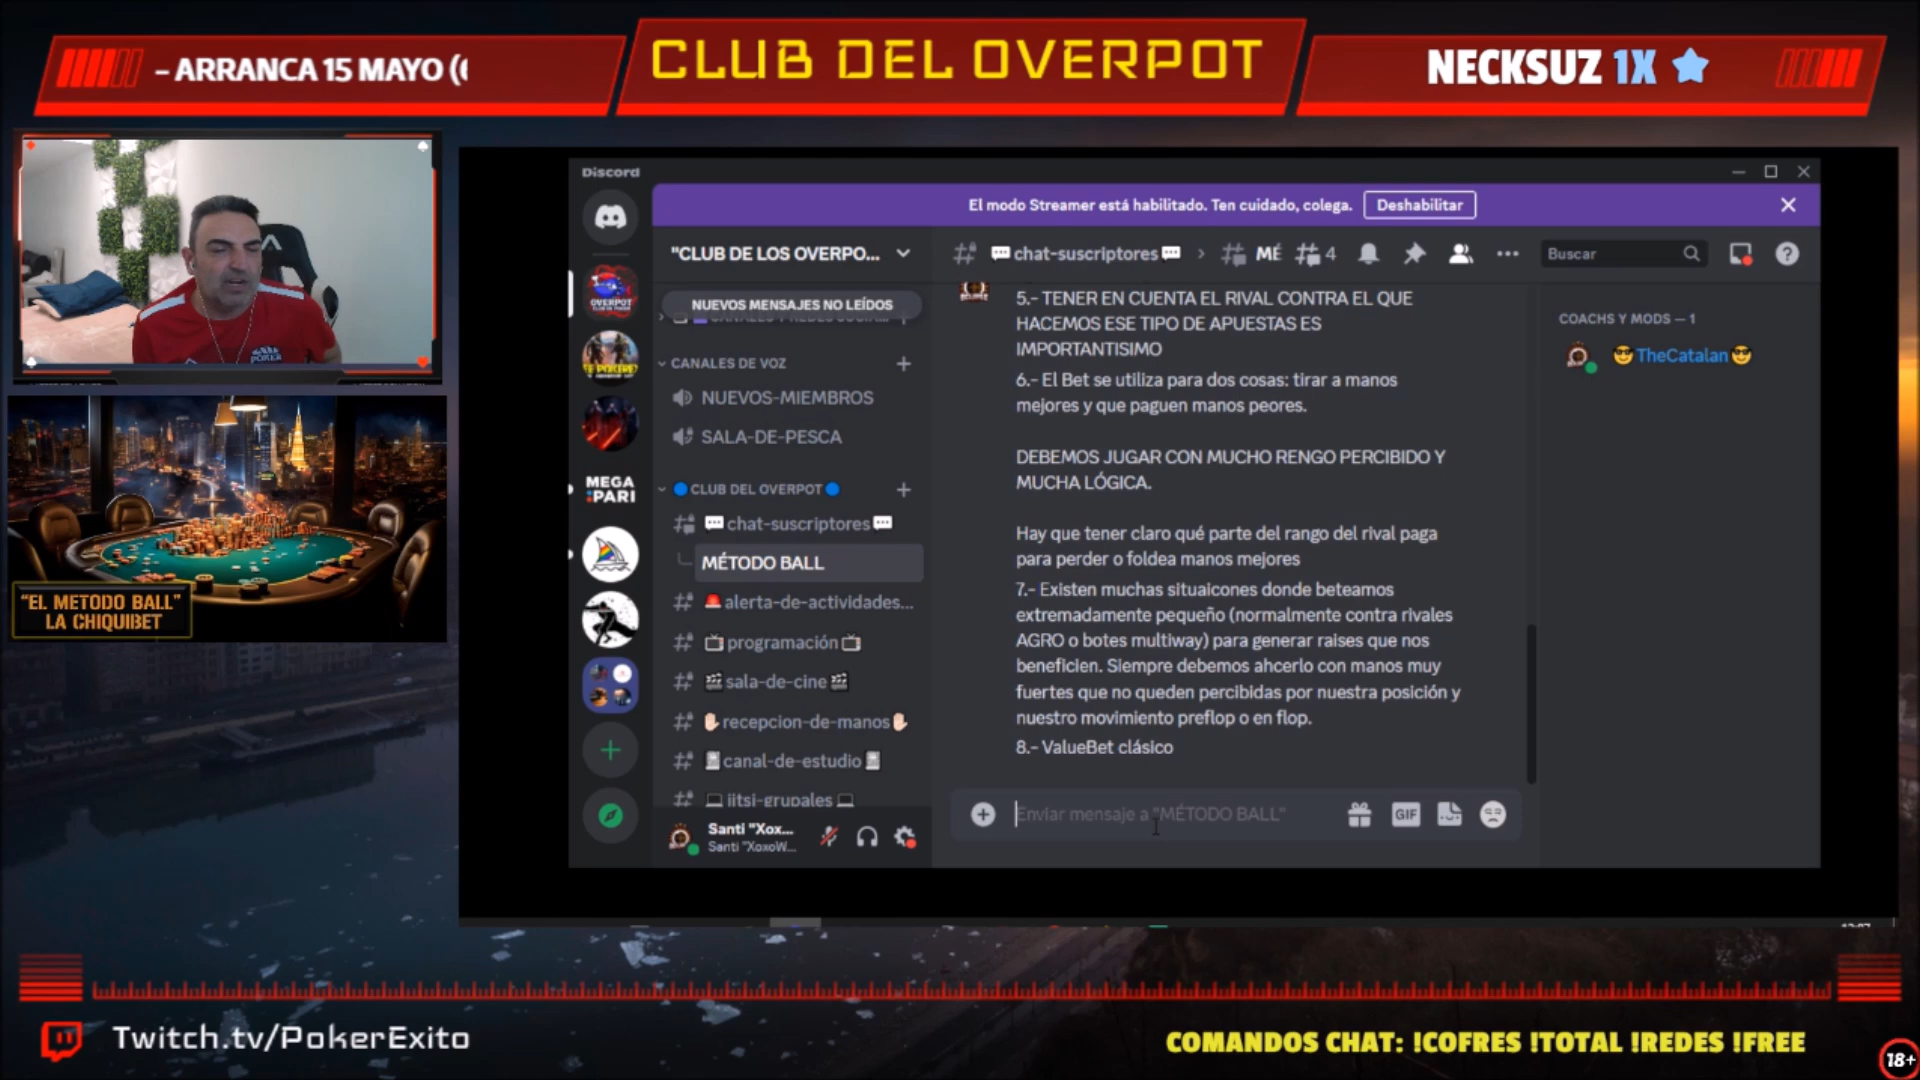 - ARRANCA 15 MAYO (
CLUB DEL OVERPOT
NECKSUZ 1X
"EL METODO BALL"
LA CHIQUIBET
Discord
El modo Streamer está habilitado. Ten cuidado, colega.
Deshabilitar
"CLUB DE LOS OVERPO...
chat-suscriptores
MÉ
4
Buscar
NUEVOS MENSAJES NO LEÍDOS
CANALES DE VOZ
NUEVOS-MIEMBROS
SALA-DE-PESCA
CLUB DEL OVERPOT
chat-suscriptores
MÉTODO BALL
alerta-de-actividades...
programación
sala-de-cine
recepcion-de-manos
canal-de-estudio
jitsi-grupales
OVERPOT
MEGA
PARI
Santi "Xox...
Santi "XoxoW...
5.- TENER EN CUENTA EL RIVAL CONTRA EL QUE
HACEMOS ESE TIPO DE APUESTAS ES
IMPORTANTISIMO
6.- El Bet se utiliza para dos cosas: tirar a manos
mejores y que paguen manos peores.
DEBEMOS JUGAR CON MUCHO RENGO PERCIBIDO Y
MUCHA LÓGICA.
Hay que tener claro qué parte del rango del rival paga
para perder o foldea manos mejores
7.- Existen muchas situaicones donde beteamos
extremadamente pequeño (normalmente contra rivales
AGRO o botes multiway) para generar raises que nos
beneficien. Siempre debemos ahcerlo con manos muy
fuertes que no queden percibidas por nuestra posición y
nuestro movimiento preflop o en flop.
8.- ValueBet clásico
Enviar mensaje a "MÉTODO BALL"
GIF
COACHS Y MODS — 1
TheCatalan
Twitch.tv/PokerExito
COMANDOS CHAT: !COFRES !TOTAL !REDES !FREE
18+